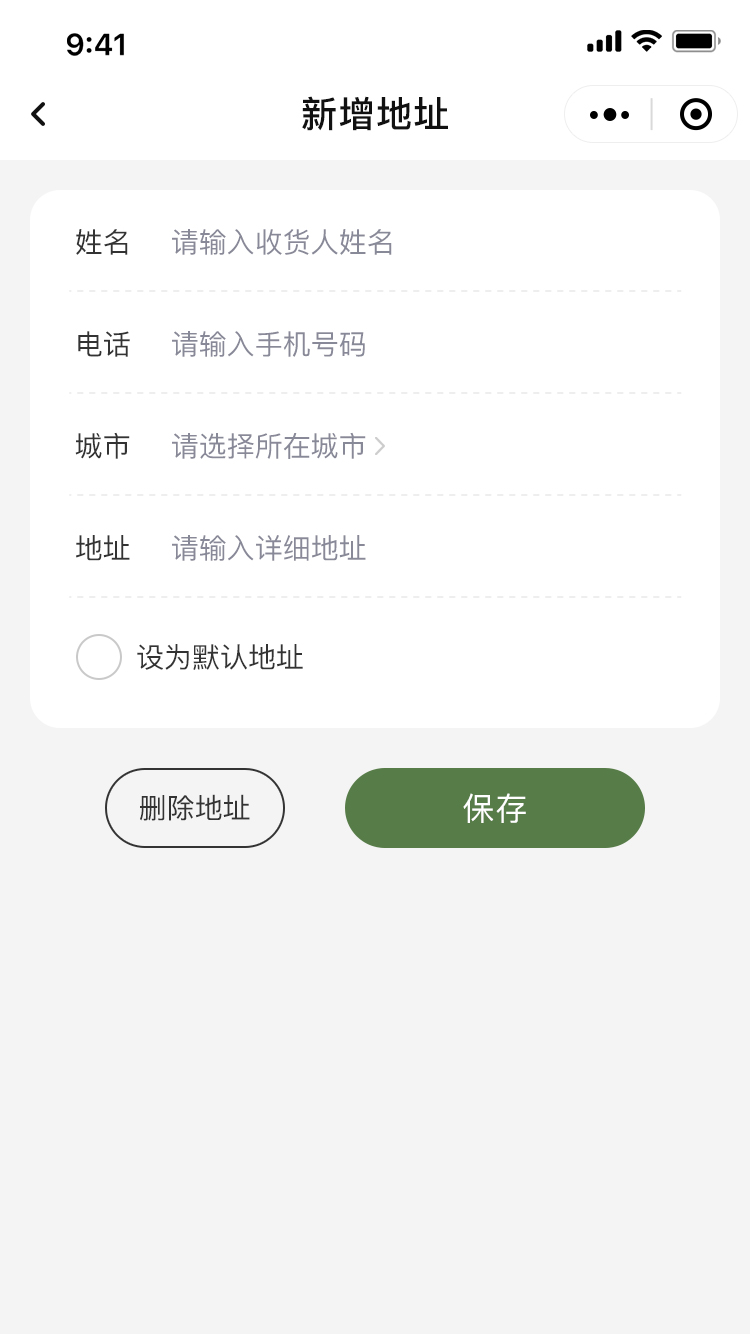 9:41
新增地址
姓名 请输入收货人姓名
电话 请输入手机号码
城市 请选择所在城市
地址 请输入详细地址
设为默认地址
删除地址 保存